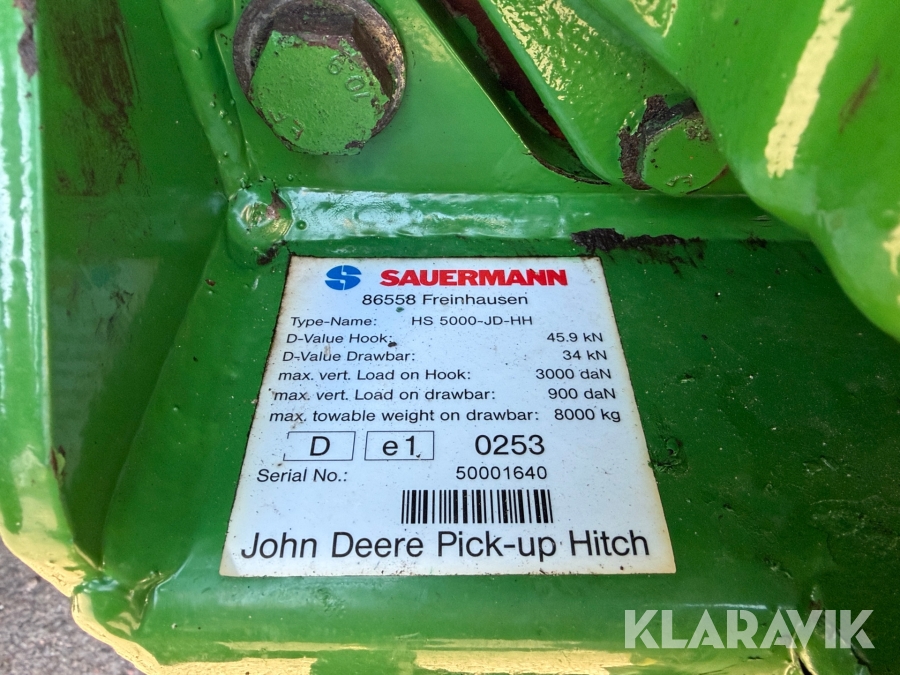 SAUERMANN
86558 Freinhausen
Type-Name: HS 5000-JD-HH
D-Value Hook: 45.9 kN
D-Value Drawbar: 34 kN
max. vert. Load on Hook: 3000 daN
max. vert. Load on drawbar: 900 daN
max. towable weight on drawbar: 8000 kg
D e1 0253
Serial No.: 50001640
John Deere Pick-up Hitch
KLARAVIK